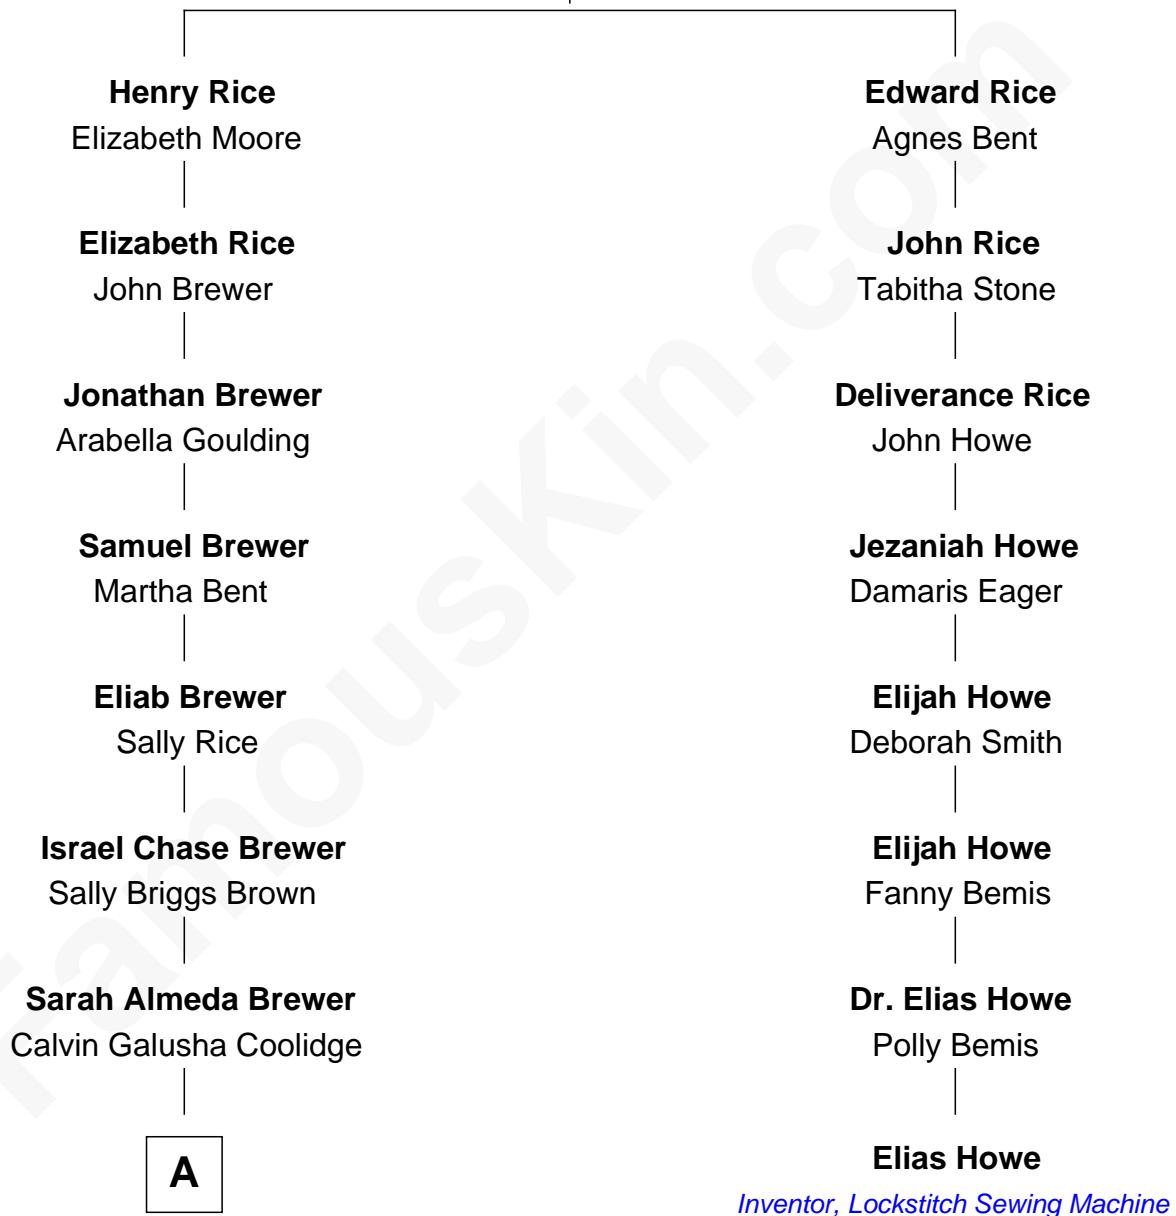 Henry Rice
Elizabeth Moore
Elizabeth Rice
John Brewer
Jonathan Brewer
Arabella Goulding
Samuel Brewer
Martha Bent
Eliab Brewer
Sally Rice
Israel Chase Brewer
Sally Briggs Brown
Sarah Almeda Brewer
Calvin Galusha Coolidge
A
Edward Rice
Agnes Bent
John Rice
Tabitha Stone
Deliverance Rice
John Howe
Jezaniah Howe
Damaris Eager
Elijah Howe
Deborah Smith
Elijah Howe
Fanny Bemis
Dr. Elias Howe
Polly Bemis
Elias Howe
Inventor, Lockstitch Sewing Machine
FamousKin.com